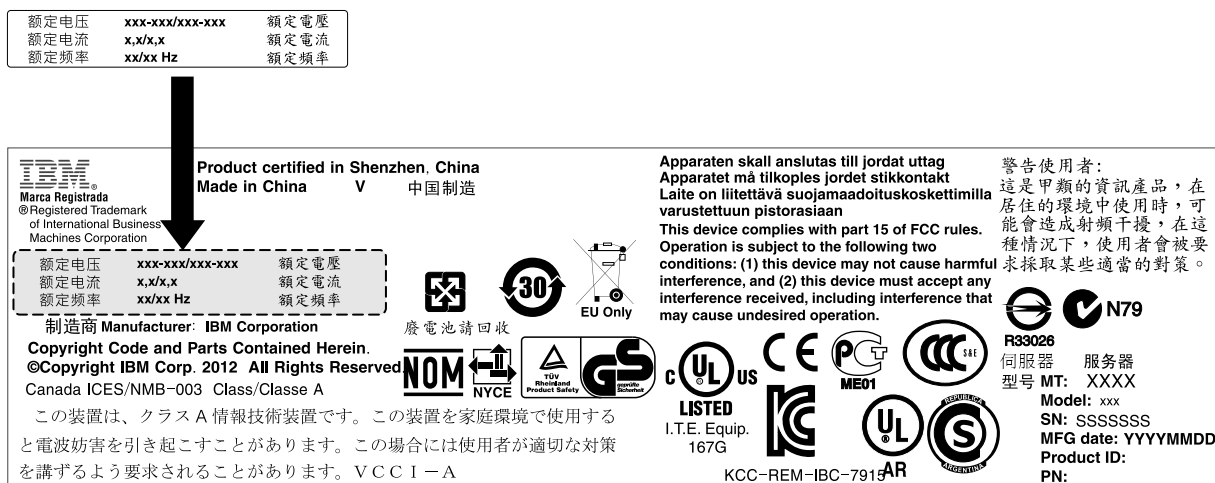 额定电压 xxx-xxx/xxx-xxx 額定電壓
额定电流 x,x/x,x 額定電流
额定频率 xx/xx Hz 額定頻率
IBM®
Marca Registrada
®Registered Trademark
of International Business
Machines Corporation
Product certified in Shenzhen, China
Made in China V 中国制造
额定电压 xxx-xxx/xxx-xxx 額定電壓
额定电流 x,x/x,x 額定電流
额定频率 xx/xx Hz 額定頻率
制造商 Manufacturer: IBM Corporation
Copyright Code and Parts Contained Herein.
©Copyright IBM Corp. 2012 All Rights Reserved.
Canada ICES/NMB-003 Class/Classe A
この装置は、クラスA情報技術装置です。この装置を家庭環境で使用する
と電波妨害を引き起こすことがあります。この場合には使用者が適切な対策
を講ずるよう要求されることがあります。VCCI-A
廢電池請回收
30
EU Only
NOM
NYCE
TÜV
Rheinland
Product Safety
GS
geprüfte
Sicherheit
Apparaten skall anslutas till jordat uttag
Apparatet må tilkoples jordet stikkontakt
Laite on liitettävä suojamaadoituskoskettimilla
varustettuun pistorasiaan
This device complies with part 15 of FCC rules.
Operation is subject to the following two
conditions: (1) this device may not cause harmful
interference, and (2) this device must accept any
interference received, including interference that
may cause undesired operation.
C UL US
LISTED
I.T.E. Equip.
167G
CE
PCT
ME01
CCC S&E
KC
KCC-REM-IBC-7915
UL
AR
REPUBLICA
S
ARGENTINA
警告使用者:
這是甲類的資訊產品，在
居住的環境中使用時，可
能會造成射頻干擾，在這
種情況下，使用者會被要
求採取某些適當的對策。
R33026
N79
伺服器 服务器
型号 MT: XXXX
Model: xxx
SN: SSSSSSS
MFG date: YYYYMMDD
Product ID:
PN: